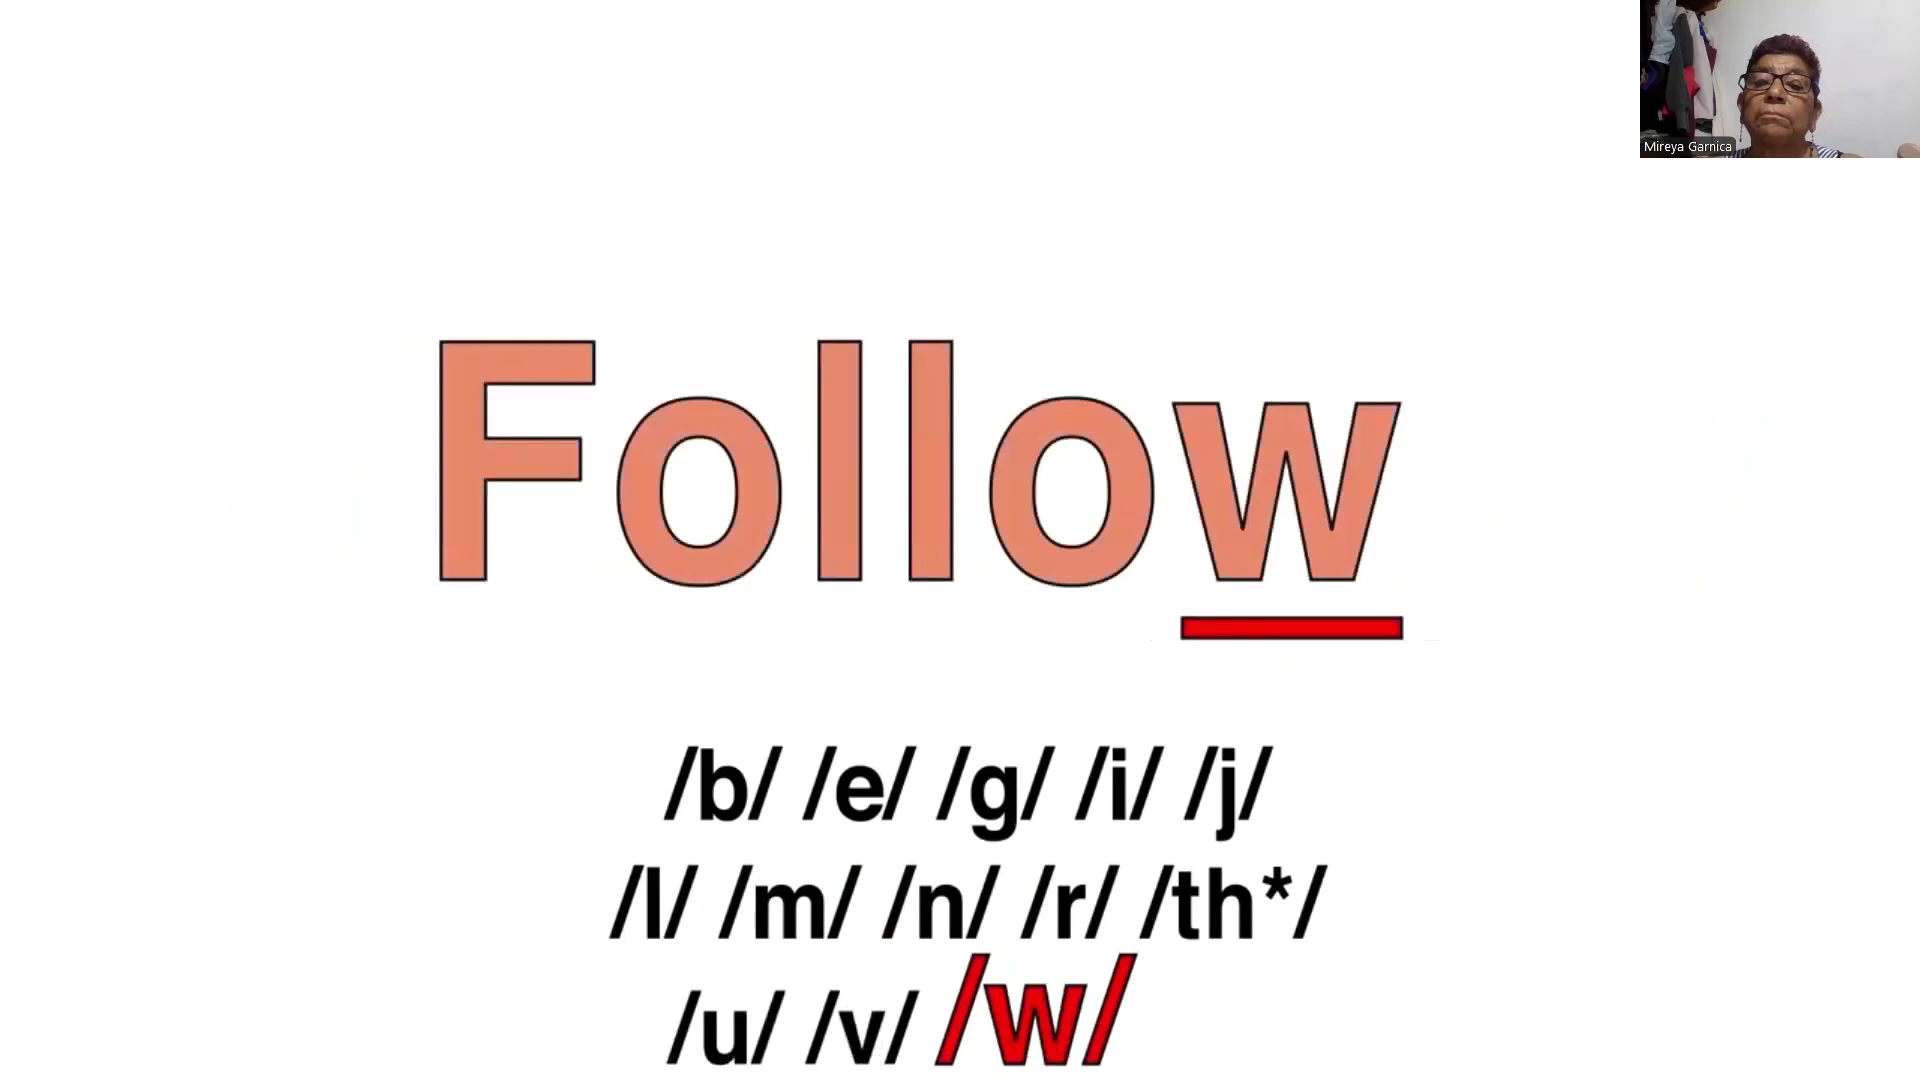 Mireya Garnica
Follow
/b/ /e/ /g/ /i/ /j/
/l/ /m/ /n/ /r/ /th*/
/u/ /v/ /w/